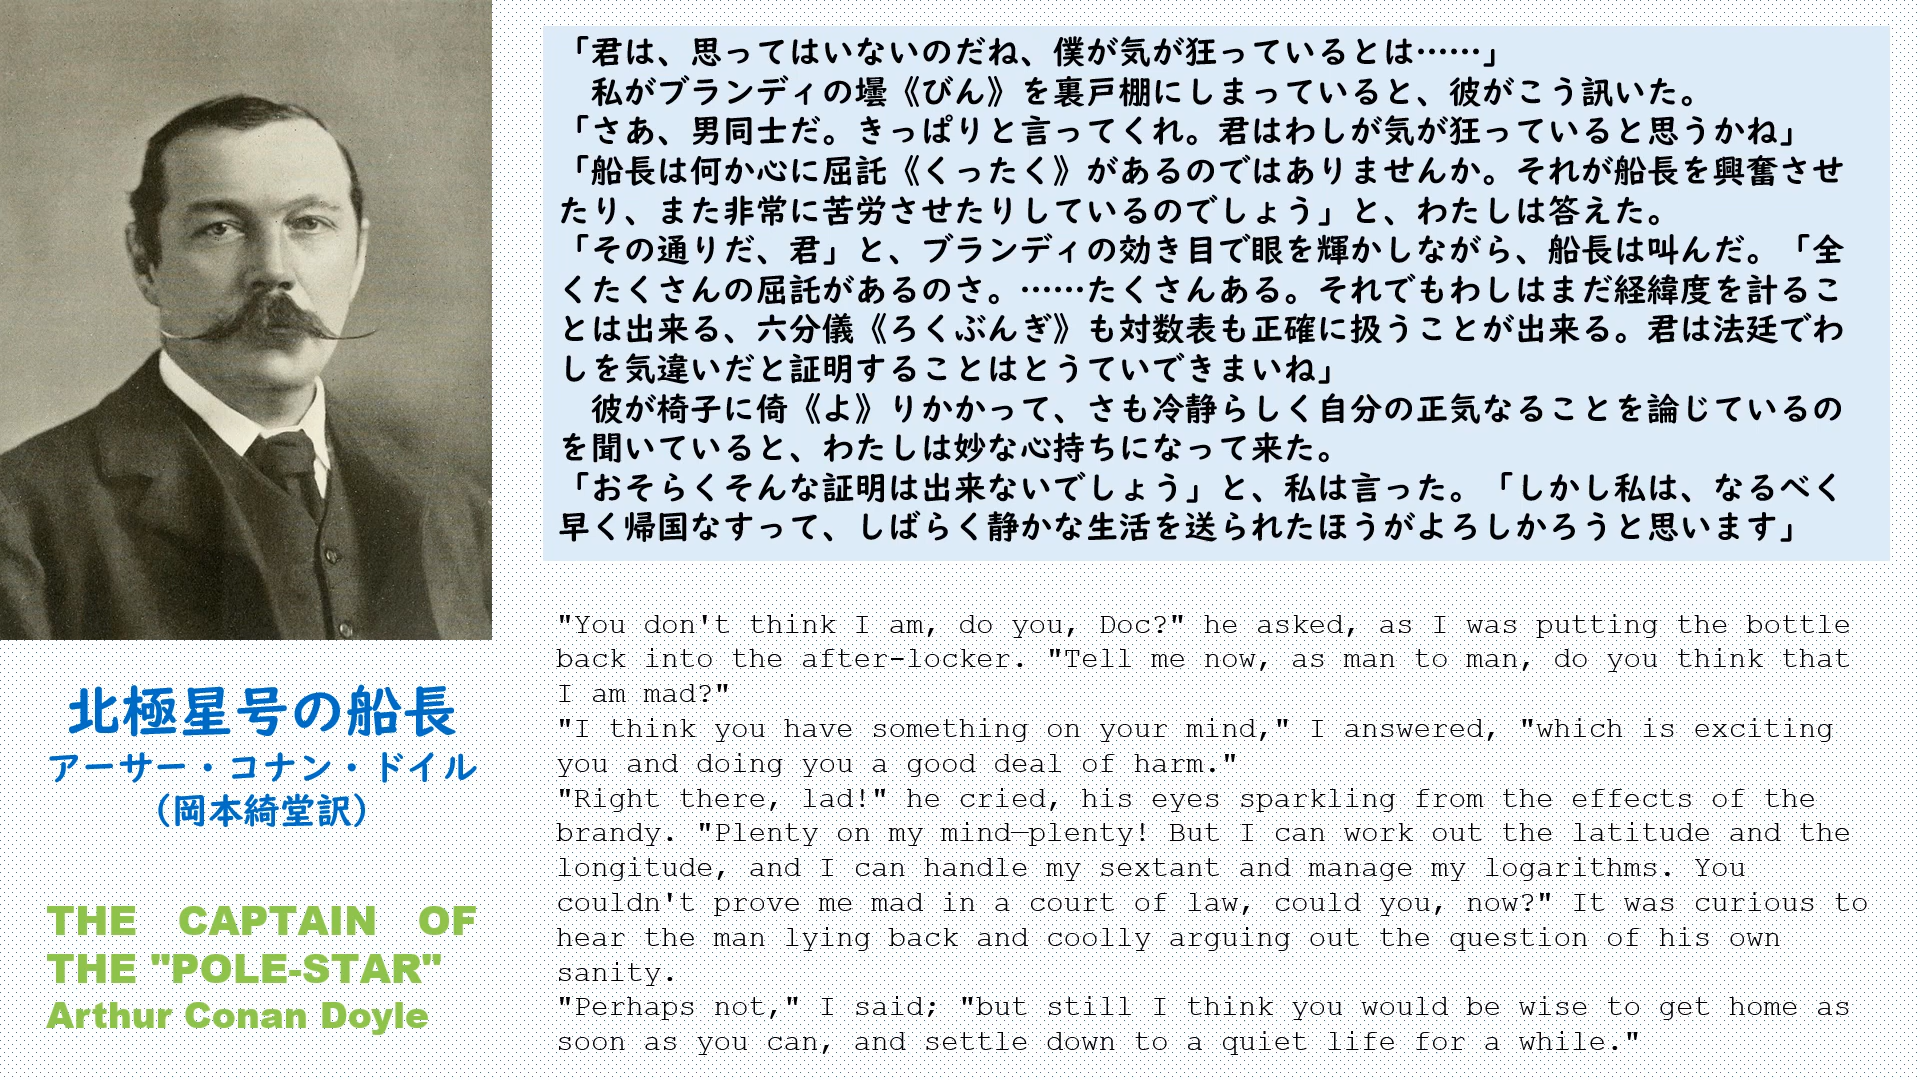 「君は、思ってはいないのだね、僕が気が狂っているとは……」
　私がブランディの壜《びん》を裏戸棚にしまっていると、彼がこう訊いた。
「さあ、男同士だ。きっぱりと言ってくれ。君はわしが気が狂っていると思うかね」
「船長は何か心に屈託《くったく》があるのではありませんか。それが船長を興奮させ
たり、また非常に苦労させたりしているのでしょう」と、わたしは答えた。
「その通りだ、君」と、ブランディの効き目で眼を輝かしながら、船長は叫んだ。「全
くたくさんの屈託があるのさ。……たくさんある。それでもわしはまだ経緯度を計るこ
とは出来る、六分儀《ろくぶんぎ》も対数表も正確に扱うことが出来る。君は法廷でわ
しを気違いだと証明することはとうていできまいね」
　彼が椅子に倚《よ》りかかって、さも冷静らしく自分の正気なることを論じているの
を聞いていると、わたしは妙な心持ちになって来た。
「おそらくそんな証明は出来ないでしょう」と、私は言った。「しかし私は、なるべく
早く帰国なすって、しばらく静かな生活を送られたほうがよろしかろうと思います」
北極星号の船長
アーサー・コナン・ドイル
（岡本綺堂訳）
THE CAPTAIN OF
THE "POLE-STAR"
Arthur Conan Doyle
"You don't think I am, do you, Doc?" he asked, as I was putting the bottle
back into the after-locker. "Tell me now, as man to man, do you think that
I am mad?"
"I think you have something on your mind," I answered, "which is exciting
you and doing you a good deal of harm."
"Right there, lad!" he cried, his eyes sparkling from the effects of the
brandy. "Plenty on my mind—plenty! But I can work out the latitude and the
longitude, and I can handle my sextant and manage my logarithms. You
couldn't prove me mad in a court of law, could you, now?" It was curious to
hear the man lying back and coolly arguing out the question of his own
sanity.
"Perhaps not," I said; "but still I think you would be wise to get home as
soon as you can, and settle down to a quiet life for a while."